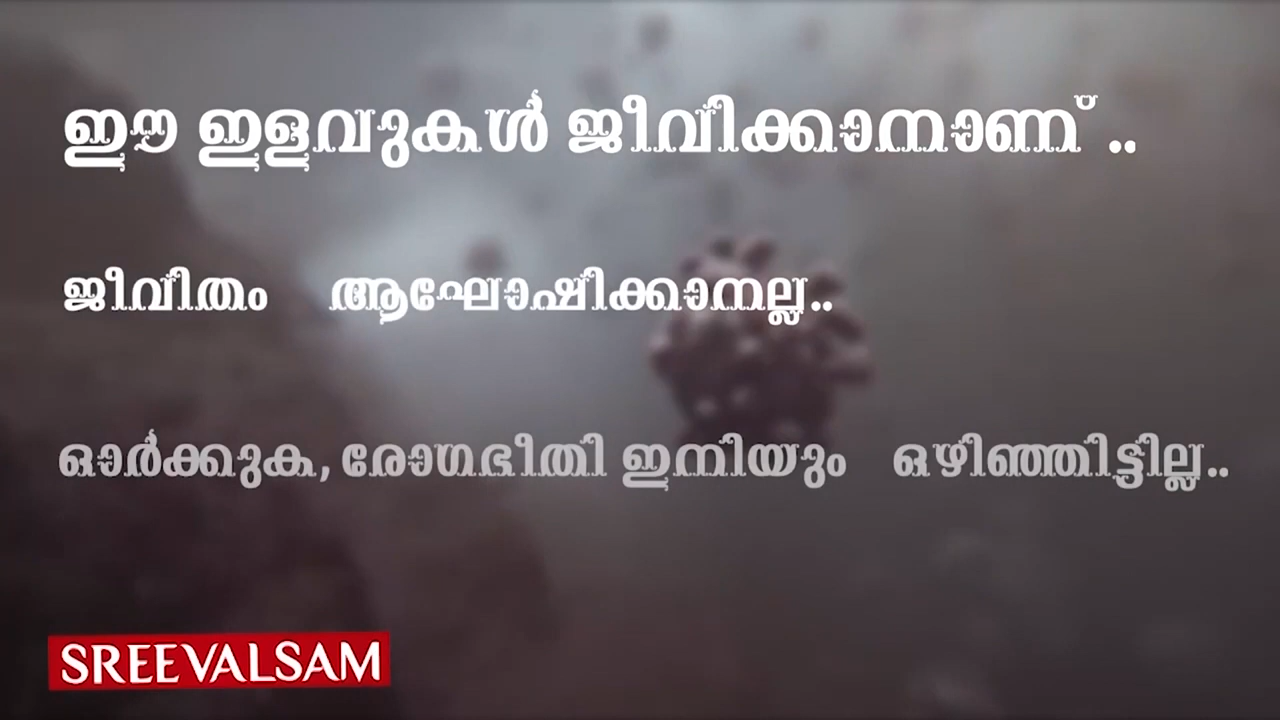 ഈ ഇളവുകൾ ജീവിക്കാനാണ് ..
ജീവിതം ആഘോഷിക്കാനല്ല..
ഓർക്കുക, രോഗഭീതി ഇനിയും ഒഴിഞ്ഞിട്ടില്ല..
SREEVALSAM